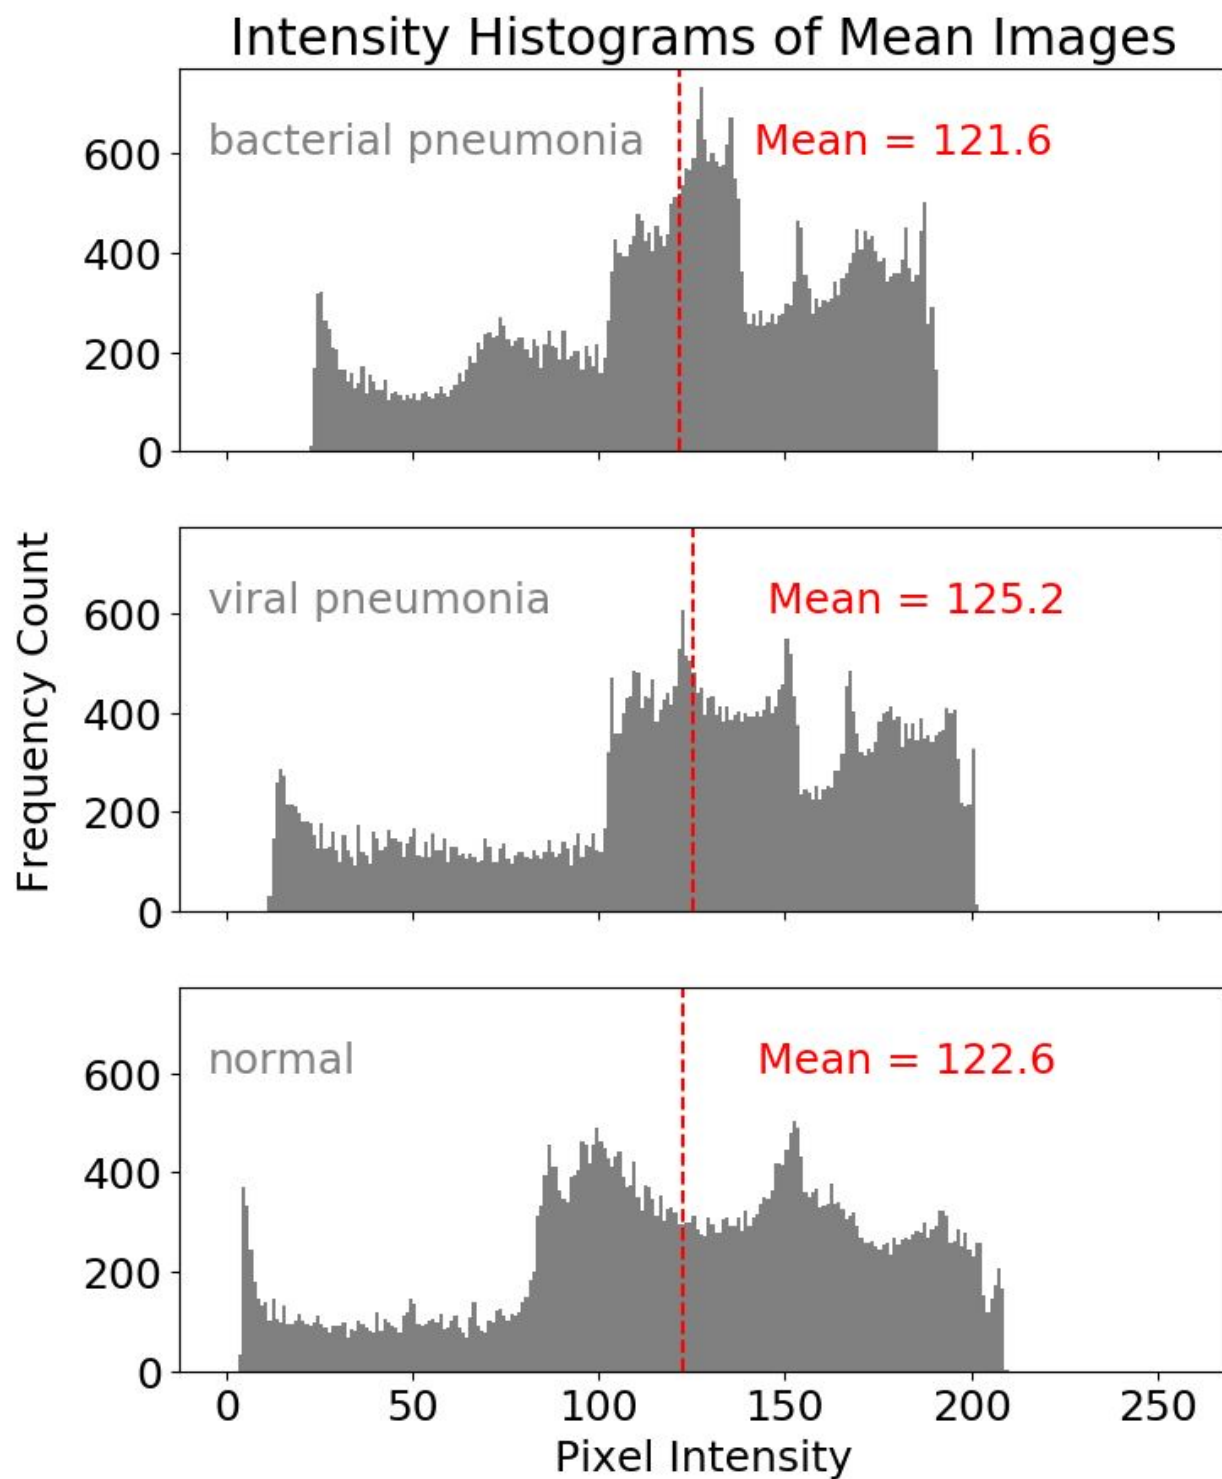 Intensity Histograms of Mean Images
bacterial pneumonia
Mean = 121.6
600
400
200
0
Frequency Count
viral pneumonia
Mean = 125.2
600
400
200
0
normal
Mean = 122.6
600
400
200
0
0 50 100 150 200 250
Pixel Intensity